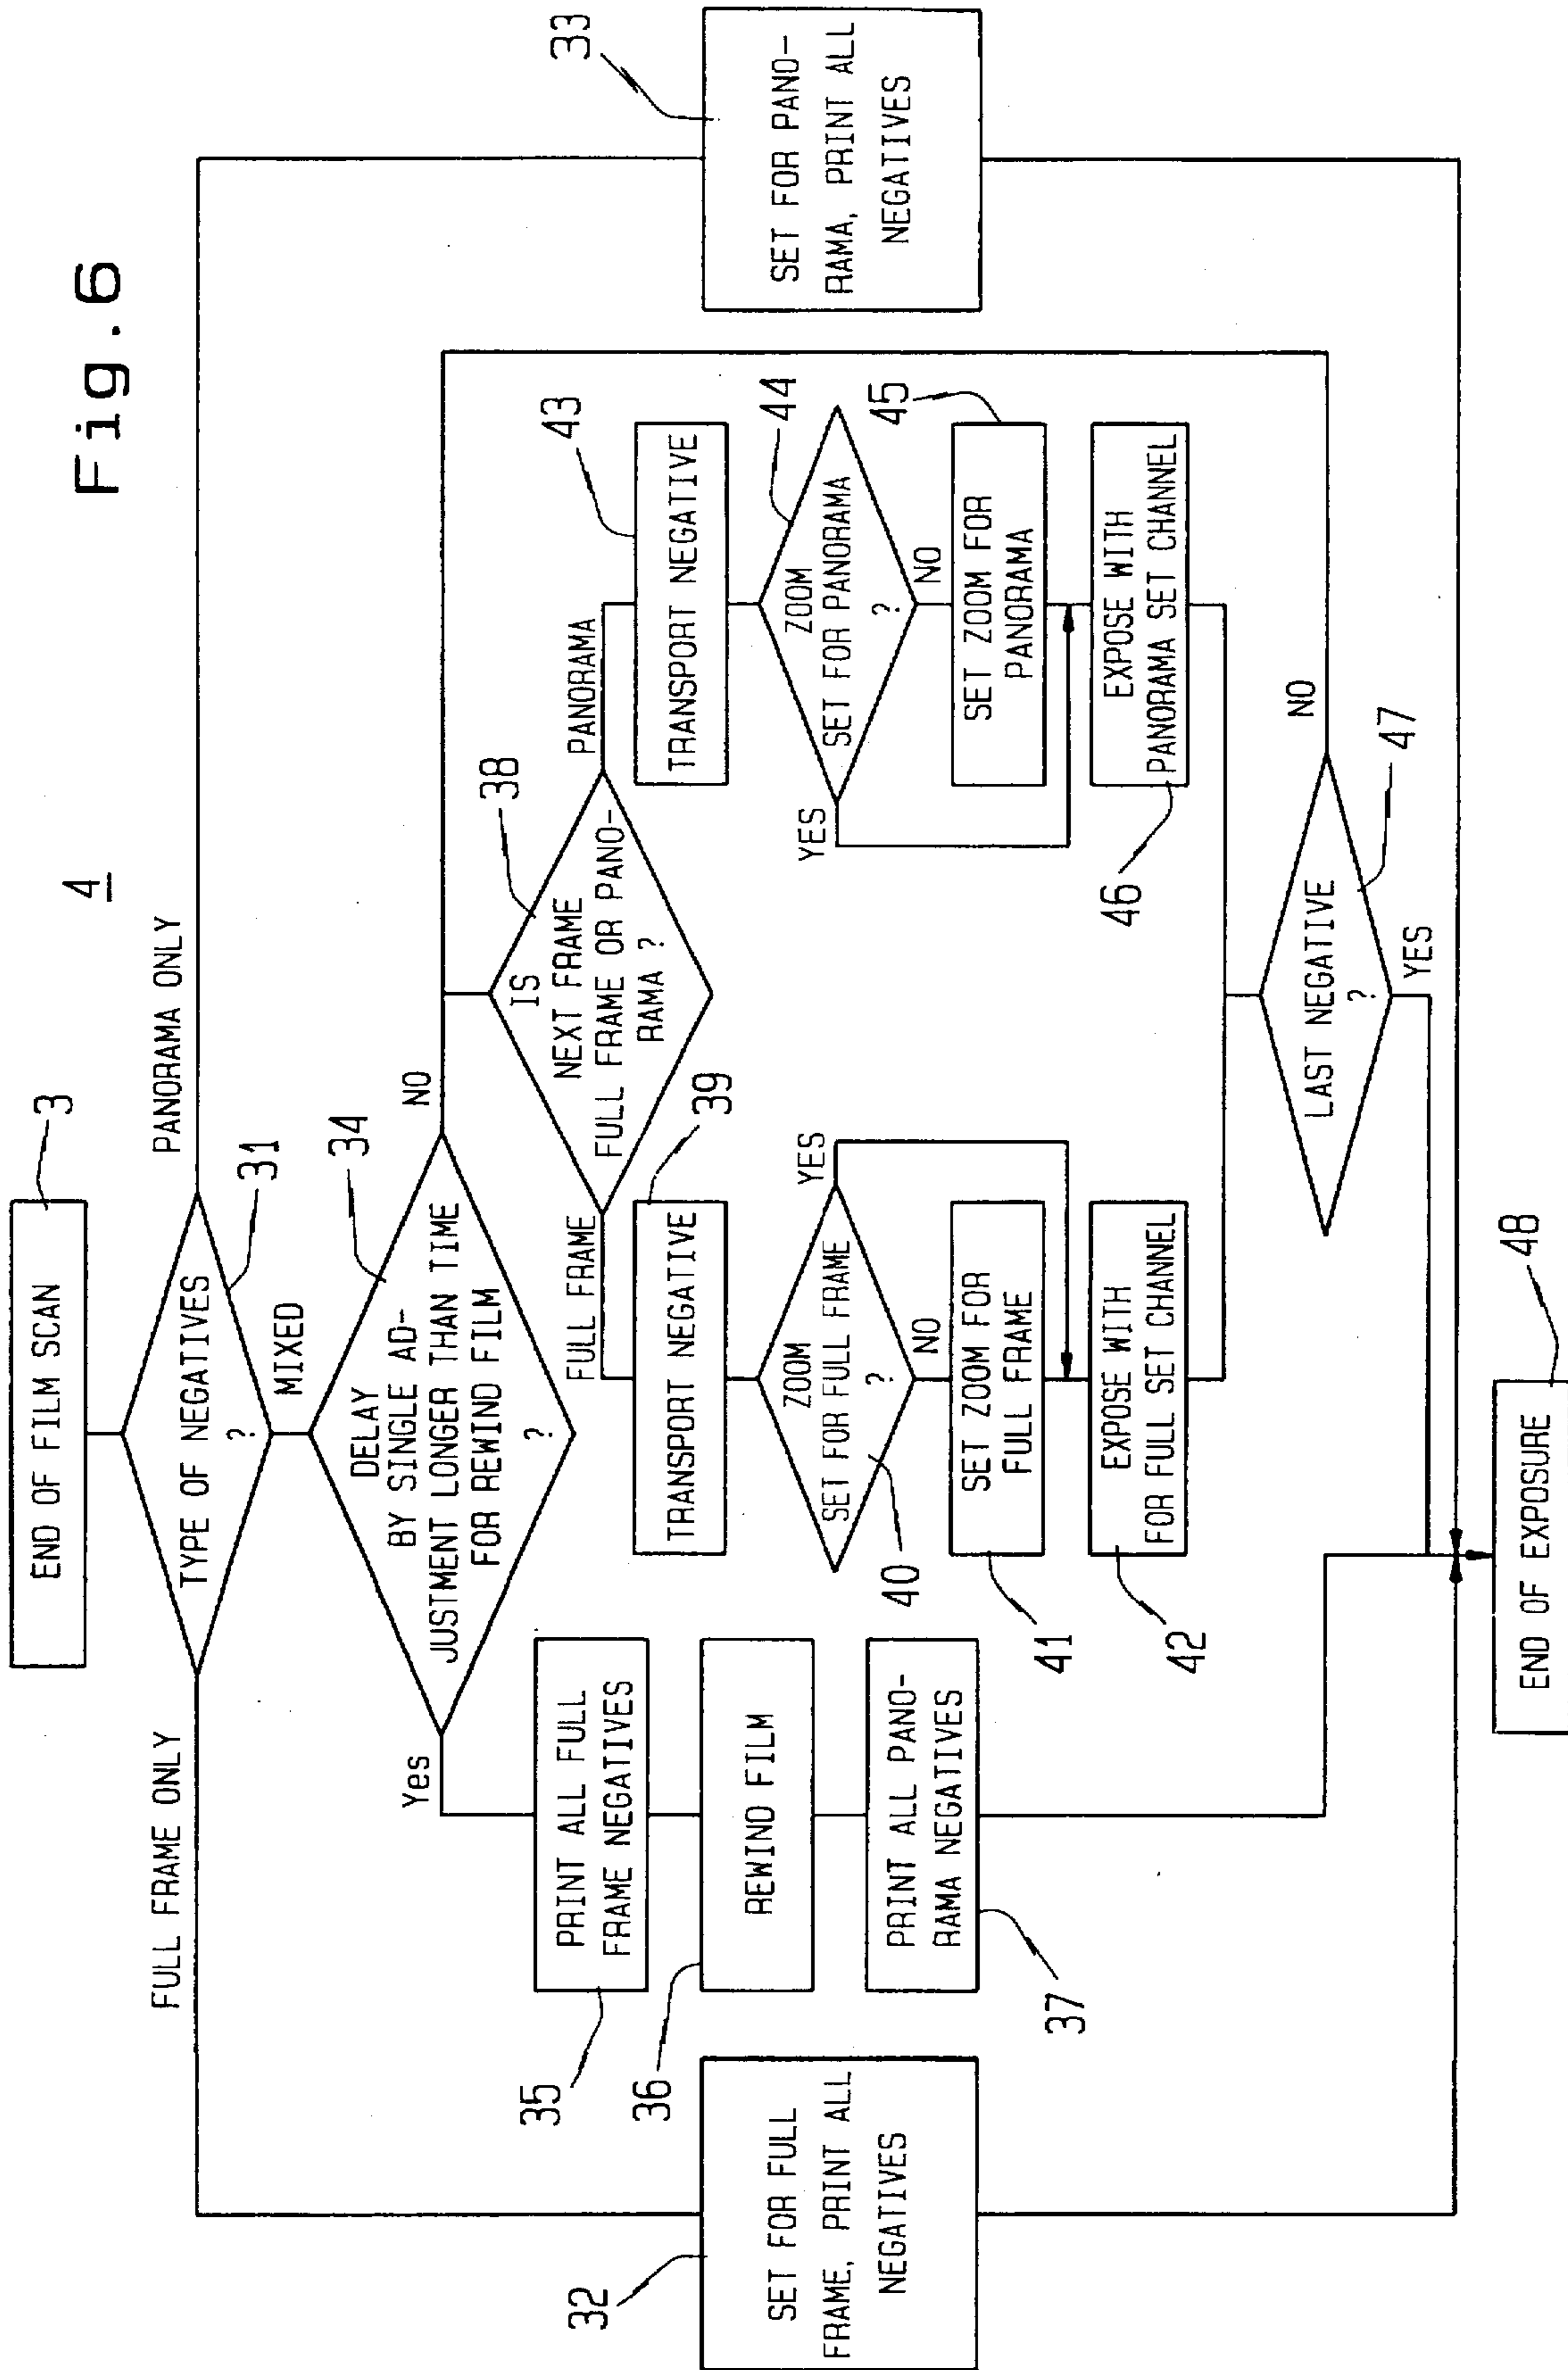 Fig.6
4
END OF FILM SCAN
3
TYPE OF NEGATIVES
?
31
FULL FRAME ONLY
MIXED
PANORAMA ONLY
DELAY
BY SINGLE AD-
JUSTMENT LONGER THAN TIME
FOR REWIND FILM
?
34
Yes
NO
SET FOR FULL
FRAME, PRINT ALL
NEGATIVES
32
SET FOR PANO-
RAMA, PRINT ALL
NEGATIVES
33
PRINT ALL FULL
FRAME NEGATIVES
35
REWIND FILM
36
PRINT ALL PANO-
RAMA NEGATIVES
37
IS
NEXT FRAME
FULL FRAME OR PANO-
RAMA ?
38
FULL FRAME
PANORAMA
TRANSPORT NEGATIVE
39
ZOOM
SET FOR FULL FRAME
?
40
YES
NO
SET ZOOM FOR
FULL FRAME
41
EXPOSE WITH
FOR FULL SET CHANNEL
42
TRANSPORT NEGATIVE
43
ZOOM
SET FOR PANORAMA
?
44
YES
NO
SET ZOOM FOR
PANORAMA
45
EXPOSE WITH
PANORAMA SET CHANNEL
46
LAST NEGATIVE
?
47
NO
YES
END OF EXPOSURE
48